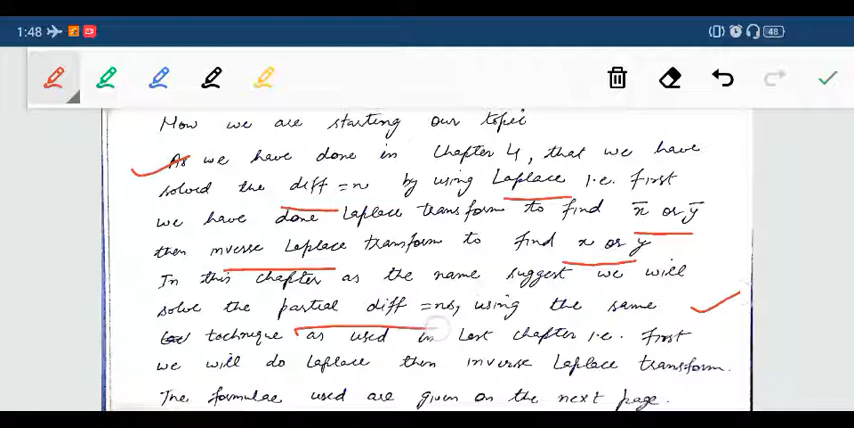 1:48
48
Now we are starting our topic
As we have done in Chapter 4, that we have
solved the diff =n by using Laplace i.e. first
we have done Laplace transform to find x̄ or ȳ
then inverse Laplace transform to find x or y
In this chapter as the name suggest we will
solve the partial diff =ns, using the same
technique as used in last chapter i.e. first
we will do Laplace then inverse Laplace transform.
The formulae used are given on the next page.